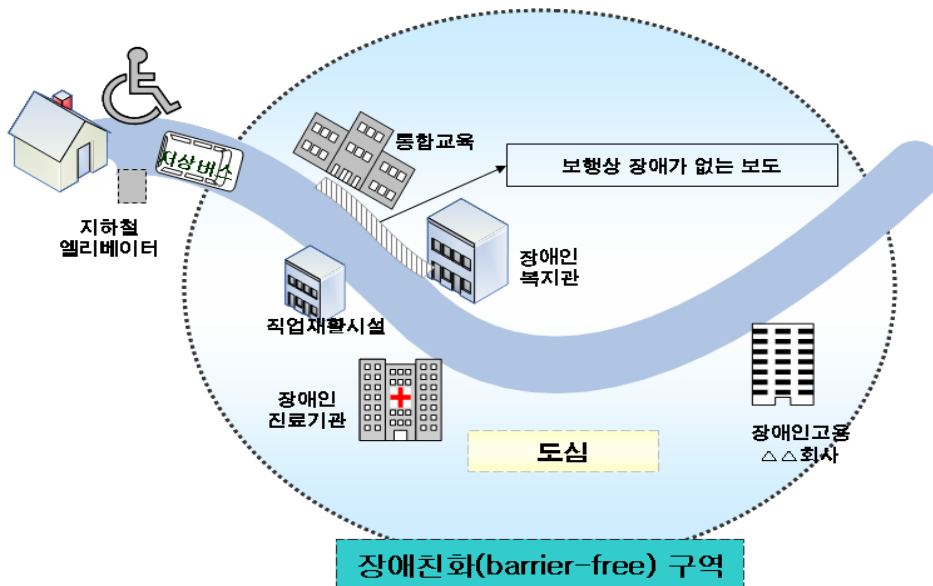 저상버스
통합교육
보행상 장애가 없는 보도
지하철
엘리베이터
장애인
복지관
직업재활시설
장애인
진료기관
도심
장애인고용
△△회사
장애친화(barrier-free) 구역